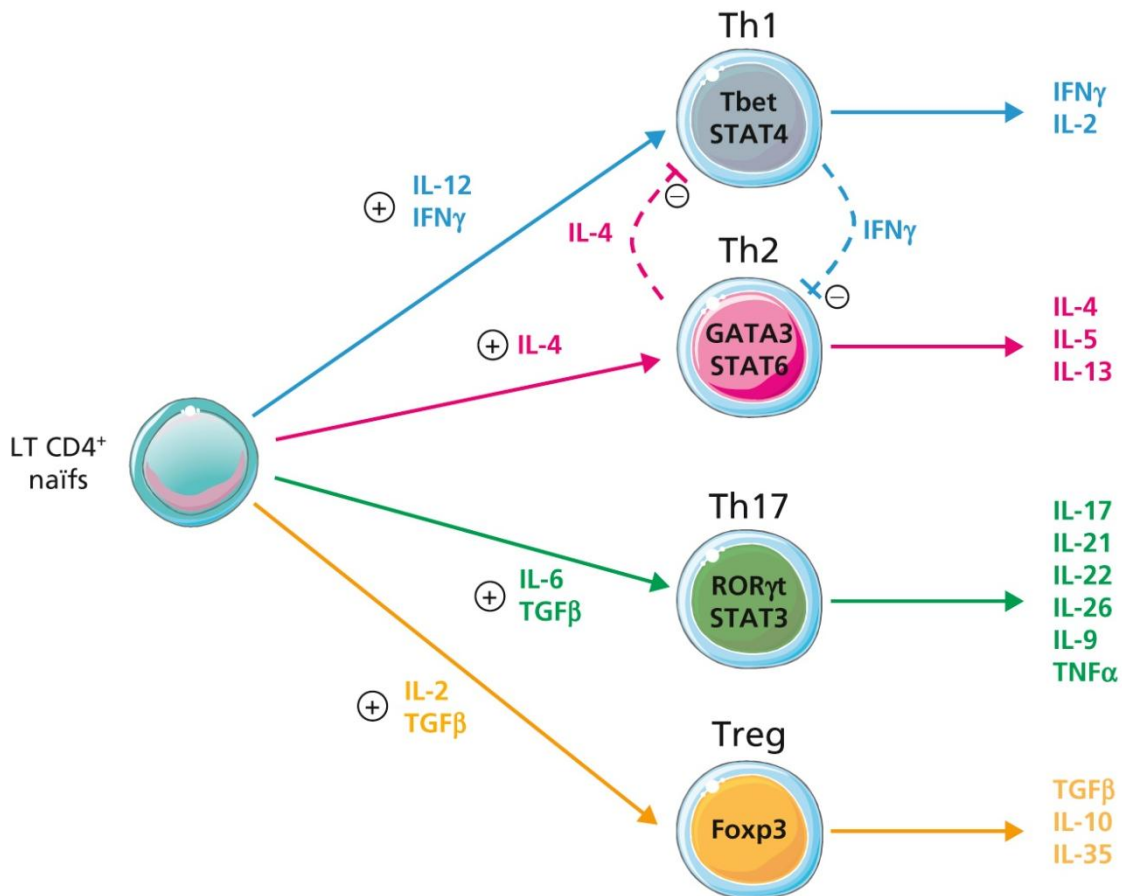 Th1
Tbet
STAT4
IFNγ
IL-2
+
IL-12
IFNγ
−
IL-4
IFNγ
−
Th2
GATA3
STAT6
IL-4
IL-5
IL-13
+
IL-4
LT CD4⁺
naïfs
Th17
RORγt
STAT3
IL-17
IL-21
IL-22
IL-26
IL-9
TNFα
+
IL-6
TGFβ
+
IL-2
TGFβ
Treg
Foxp3
TGFβ
IL-10
IL-35